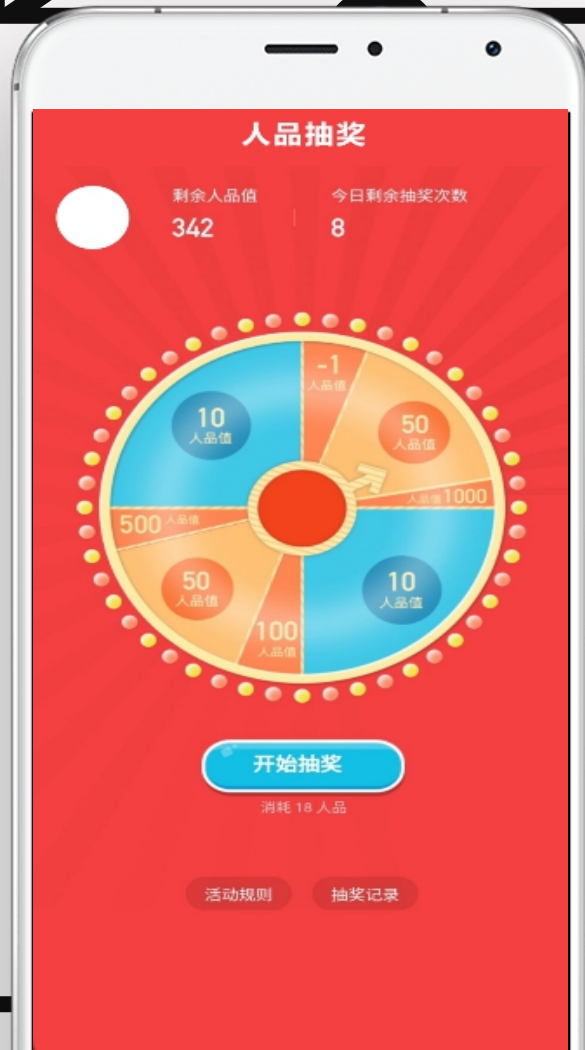 人品抽奖
剩余人品值
今日剩余抽奖次数
342
8
-1
人品值
10
人品值
50
人品值
人品值1000
500人品值
50
人品值
10
人品值
100
人品值
开始抽奖
消耗 18 人品
活动规则
抽奖记录